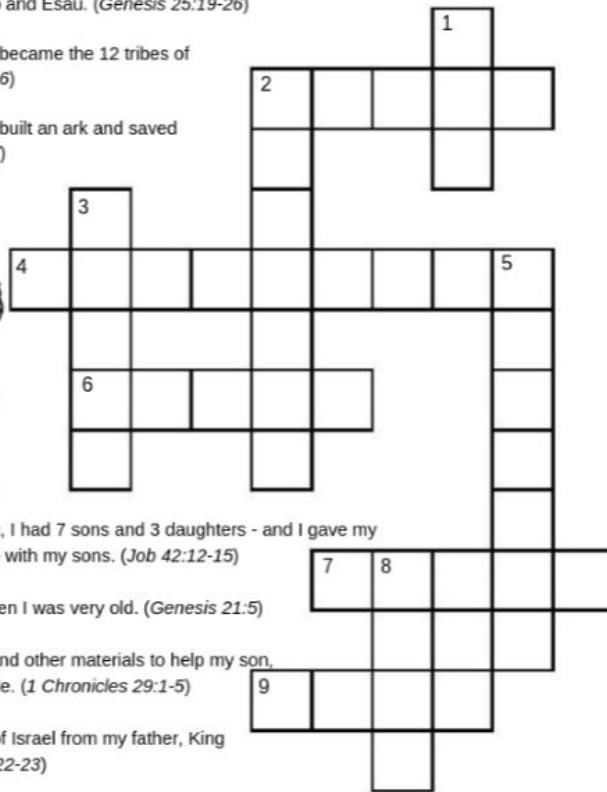 and Esau. (Genesis 25:19-26)
became the 12 tribes of
6)
built an ark and saved
)
1
2
3
4
5
6
, I had 7 sons and 3 daughters - and I gave my
with my sons. (Job 42:12-15)
7
8
en I was very old. (Genesis 21:5)
nd other materials to help my son,
e. (1 Chronicles 29:1-5)
9
f Israel from my father, King
22-23)